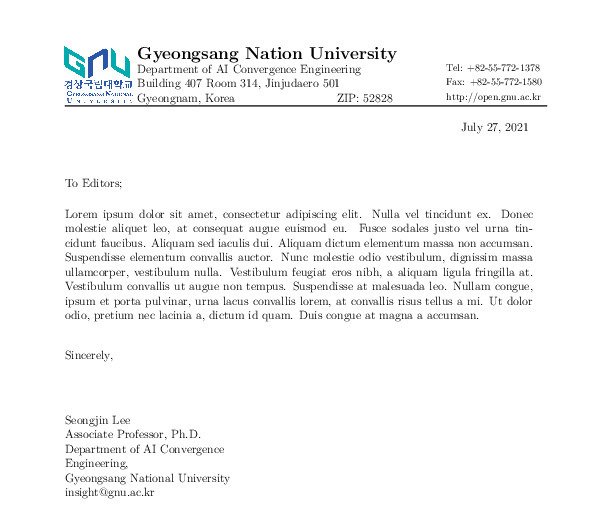 GNU
Gyeongsang Nation University
Department of AI Convergence Engineering
Tel: +82-55-772-1378
경상국립대학교
Building 407 Room 314, Jinjudaero 501
Fax: +82-55-772-1580
Gyeongsang National
University
Gyeongnam, Korea ZIP: 52828
http://open.gnu.ac.kr
July 27, 2021
To Editors;
Lorem ipsum dolor sit amet, consectetur adipiscing elit. Nulla vel tincidunt ex. Donec
molestie aliquet leo, at consequat augue euismod eu. Fusce sodales justo vel urna tin-
cidunt faucibus. Aliquam sed iaculis dui. Aliquam dictum elementum massa non accumsan.
Suspendisse elementum convallis auctor. Nunc molestie odio vestibulum, dignissim massa
ullamcorper, vestibulum nulla. Vestibulum feugiat eros nibh, a aliquam ligula fringilla at.
Vestibulum convallis ut augue non tempus. Suspendisse at malesuada leo. Nullam congue,
ipsum et porta pulvinar, urna lacus convallis lorem, at convallis risus tellus a mi. Ut dolor
odio, pretium nec lacinia a, dictum id quam. Duis congue at magna a accumsan.
Sincerely,
Seongjin Lee
Associate Professor, Ph.D.
Department of AI Convergence
Engineering,
Gyeongsang National University
insight@gnu.ac.kr